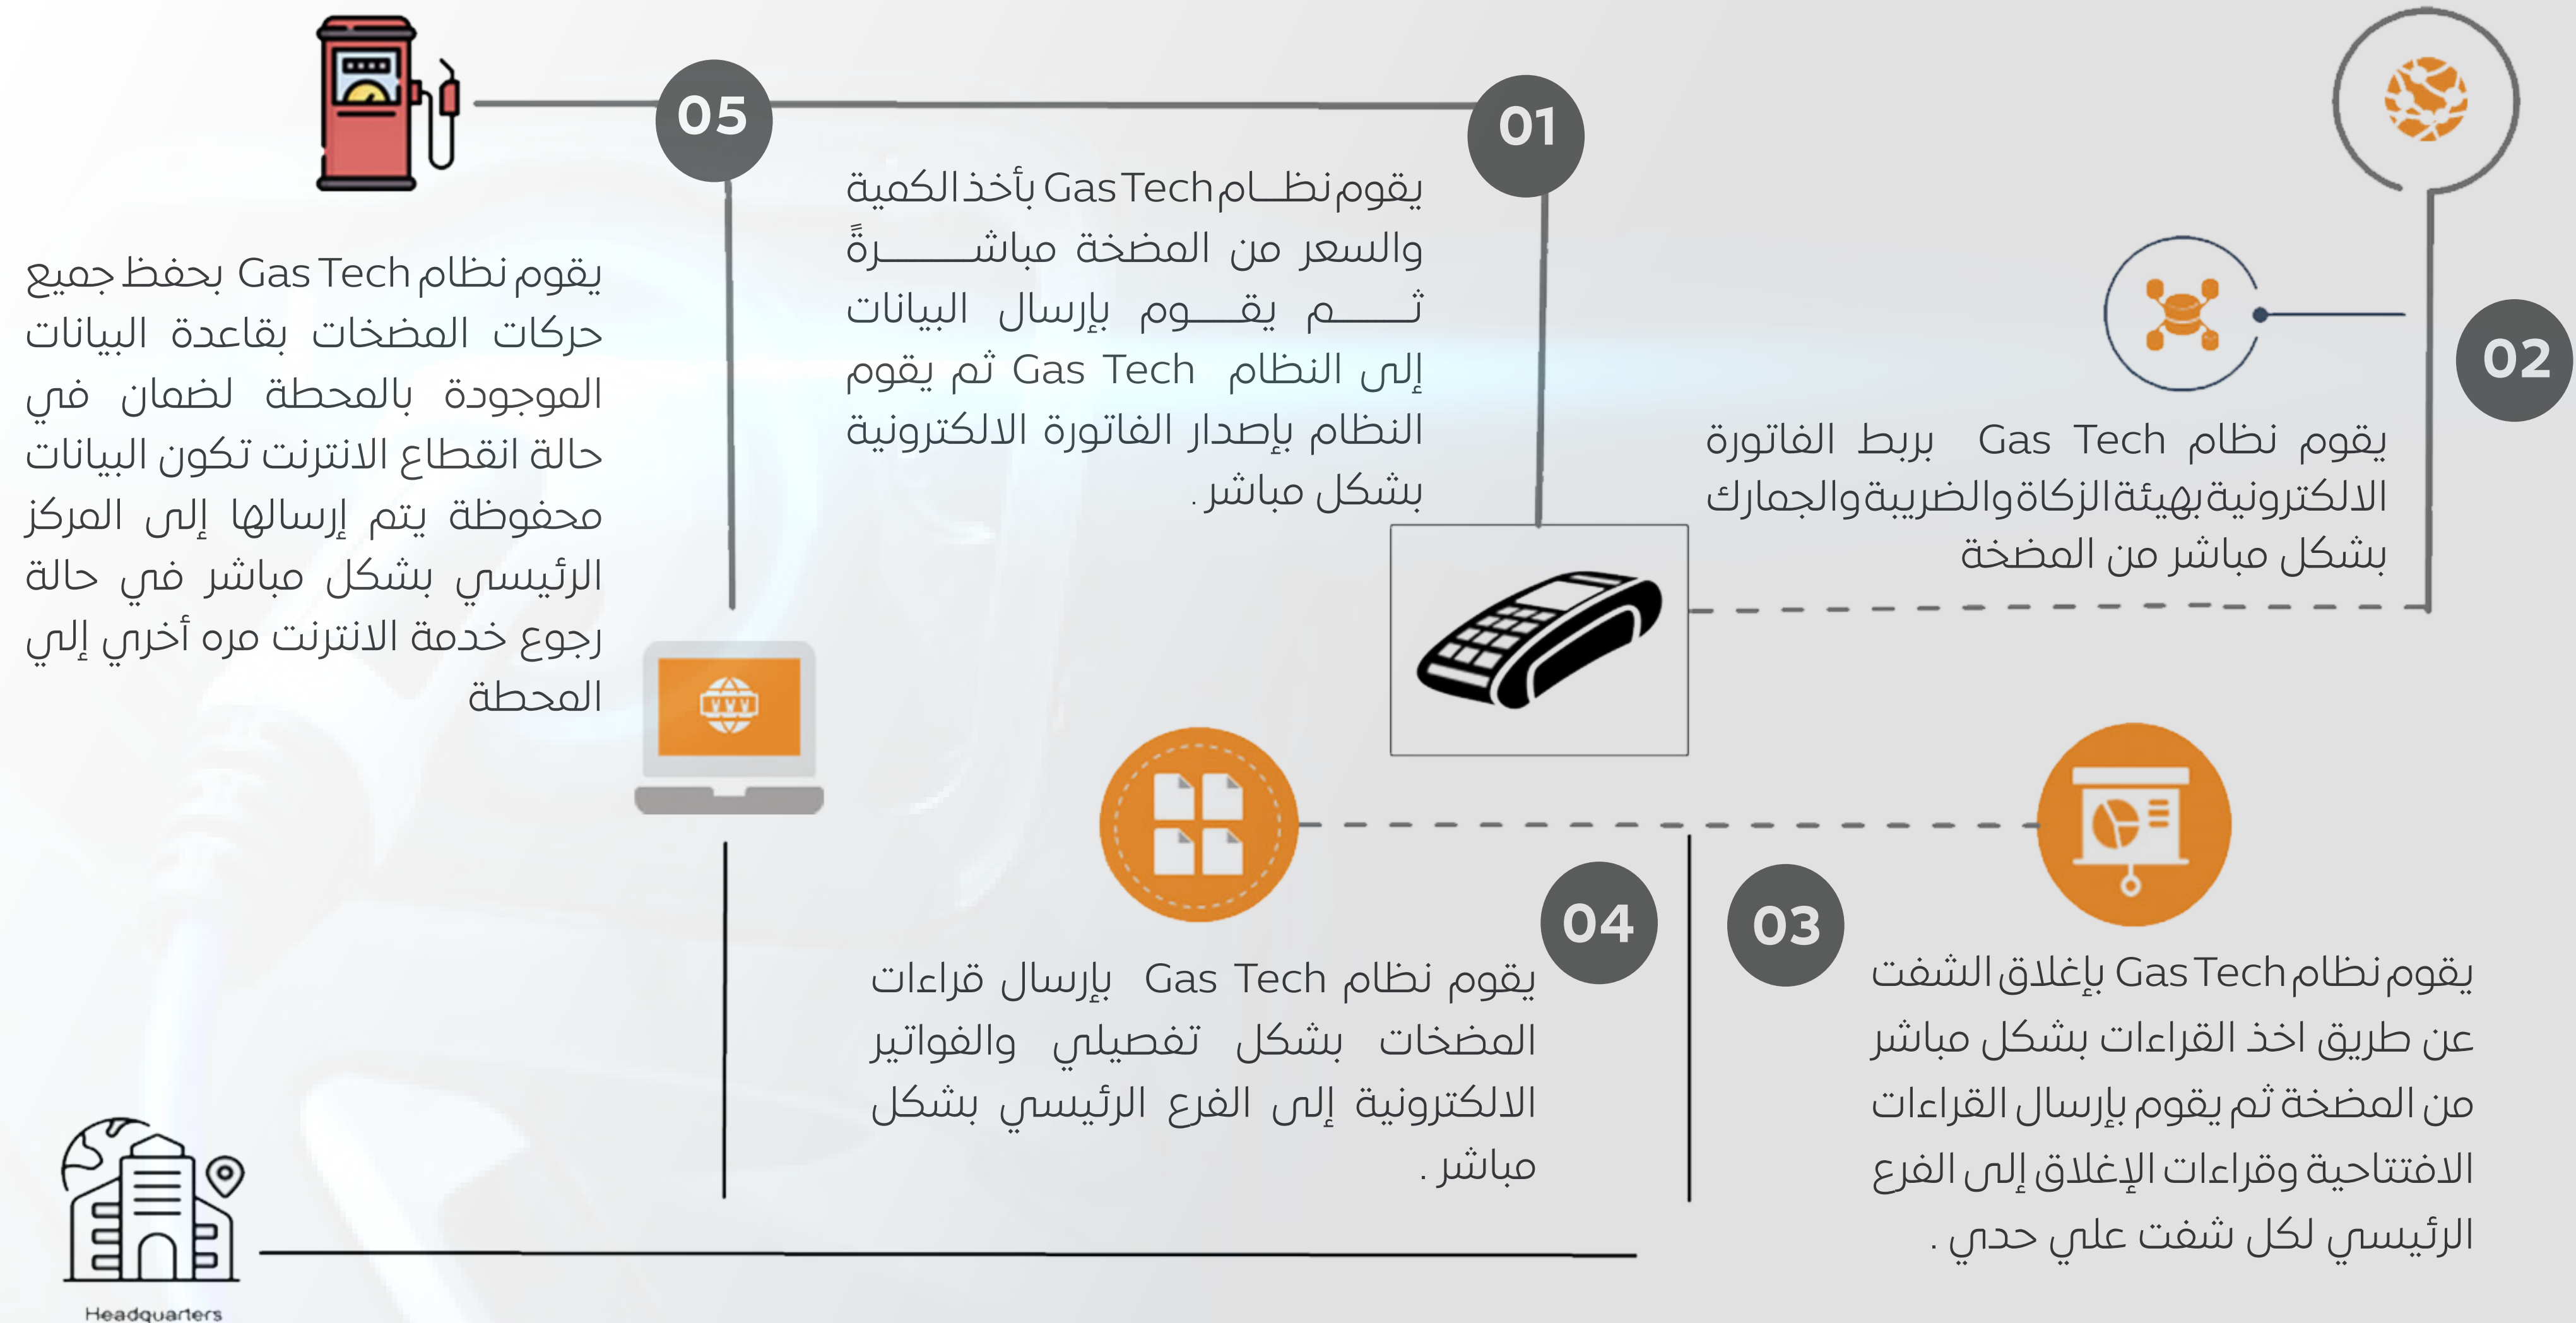 01
يقوم نظــام Gas Tech بأخذ الكمية
والسعر من المضخة مباشـــــرةً
ثــــم يقــــوم بإرسال البيانات
إلى النظام Gas Tech ثم يقوم
النظام بإصدار الفاتورة الالكترونية
بشكل مباشر .
02
يقوم نظام Gas Tech بربط الفاتورة
الالكترونية بهيئة الزكاة والضريبة والجمارك
بشكل مباشر من المضخة
03
يقوم نظام Gas Tech بإغلاق الشفت
عن طريق اخذ القراءات بشكل مباشر
من المضخة ثم يقوم بإرسال القراءات
الافتتاحية وقراءات الإغلاق إلى الفرع
الرئيسي لكل شفت علي حدي .
04
يقوم نظام Gas Tech بإرسال قراءات
المضخات بشكل تفصيلي والفواتير
الالكترونية إلى الفرع الرئيسي بشكل
مباشر .
05
يقوم نظام Gas Tech بحفظ جميع
حركات المضخات بقاعدة البيانات
الموجودة بالمحطة لضمان في
حالة انقطاع الانترنت تكون البيانات
محفوظة يتم إرسالها إلى المركز
الرئيسي بشكل مباشر في حالة
رجوع خدمة الانترنت مره أخري إلي
المحطة
WWW
Headquarters